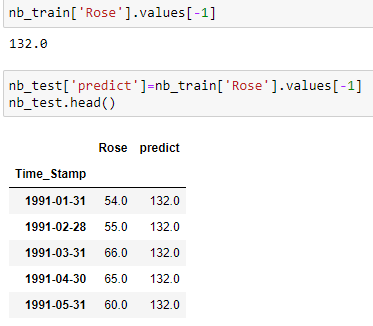 nb_train['Rose'].values[-1]
132.0
nb_test['predict']=nb_train['Rose'].values[-1]
nb_test.head()
Rose predict
Time_Stamp
1991-01-31 54.0 132.0
1991-02-28 55.0 132.0
1991-03-31 66.0 132.0
1991-04-30 65.0 132.0
1991-05-31 60.0 132.0